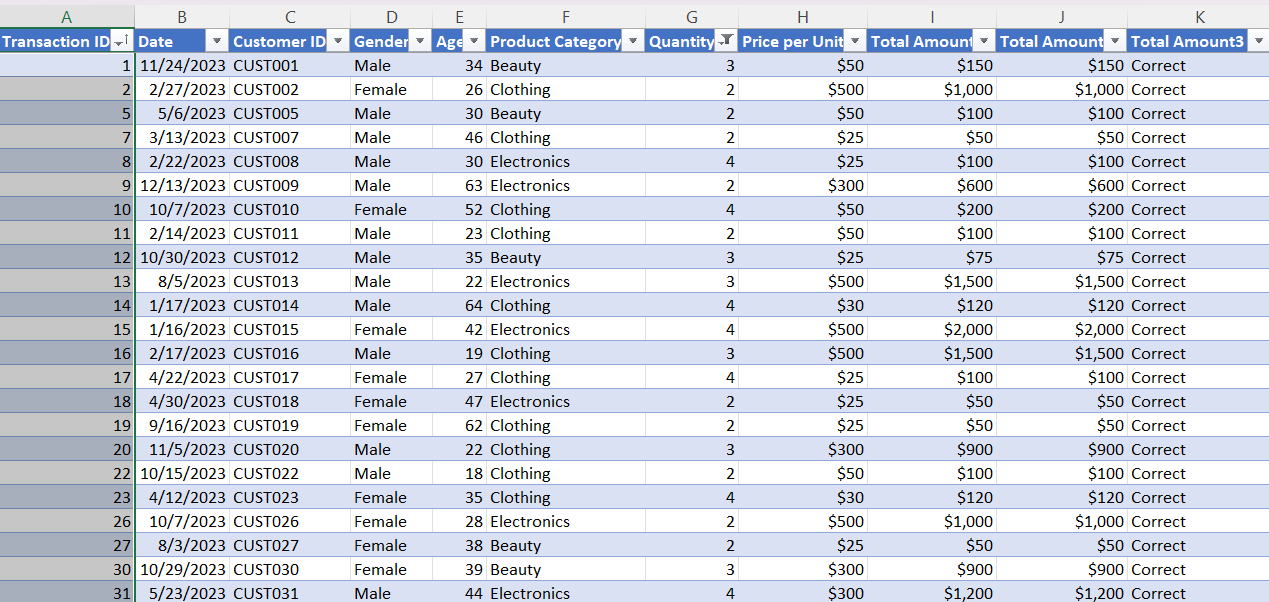 A B C D E F G H I J K
Transaction ID Date Customer ID Gender Age Product Category Quantity Price per Unit Total Amount Total Amount Total Amount3
1 11/24/2023 CUST001 Male 34 Beauty 3 $50 $150 $150 Correct
2 2/27/2023 CUST002 Female 26 Clothing 2 $500 $1,000 $1,000 Correct
5 5/6/2023 CUST005 Male 30 Beauty 2 $50 $100 $100 Correct
7 3/13/2023 CUST007 Male 46 Clothing 2 $25 $50 $50 Correct
8 2/22/2023 CUST008 Male 30 Electronics 4 $25 $100 $100 Correct
9 12/13/2023 CUST009 Male 63 Electronics 2 $300 $600 $600 Correct
10 10/7/2023 CUST010 Female 52 Clothing 4 $50 $200 $200 Correct
11 2/14/2023 CUST011 Male 23 Clothing 2 $50 $100 $100 Correct
12 10/30/2023 CUST012 Male 35 Beauty 3 $25 $75 $75 Correct
13 8/5/2023 CUST013 Male 22 Electronics 3 $500 $1,500 $1,500 Correct
14 1/17/2023 CUST014 Male 64 Clothing 4 $30 $120 $120 Correct
15 1/16/2023 CUST015 Female 42 Electronics 4 $500 $2,000 $2,000 Correct
16 2/17/2023 CUST016 Male 19 Clothing 3 $500 $1,500 $1,500 Correct
17 4/22/2023 CUST017 Female 27 Clothing 4 $25 $100 $100 Correct
18 4/30/2023 CUST018 Female 47 Electronics 2 $25 $50 $50 Correct
19 9/16/2023 CUST019 Female 62 Clothing 2 $25 $50 $50 Correct
20 11/5/2023 CUST020 Male 22 Clothing 3 $300 $900 $900 Correct
22 10/15/2023 CUST022 Male 18 Clothing 2 $50 $100 $100 Correct
23 4/12/2023 CUST023 Female 35 Clothing 4 $30 $120 $120 Correct
26 10/7/2023 CUST026 Female 28 Electronics 2 $500 $1,000 $1,000 Correct
27 8/3/2023 CUST027 Female 38 Beauty 2 $25 $50 $50 Correct
30 10/29/2023 CUST030 Female 39 Beauty 3 $300 $900 $900 Correct
31 5/23/2023 CUST031 Male 44 Electronics 4 $300 $1,200 $1,200 Correct